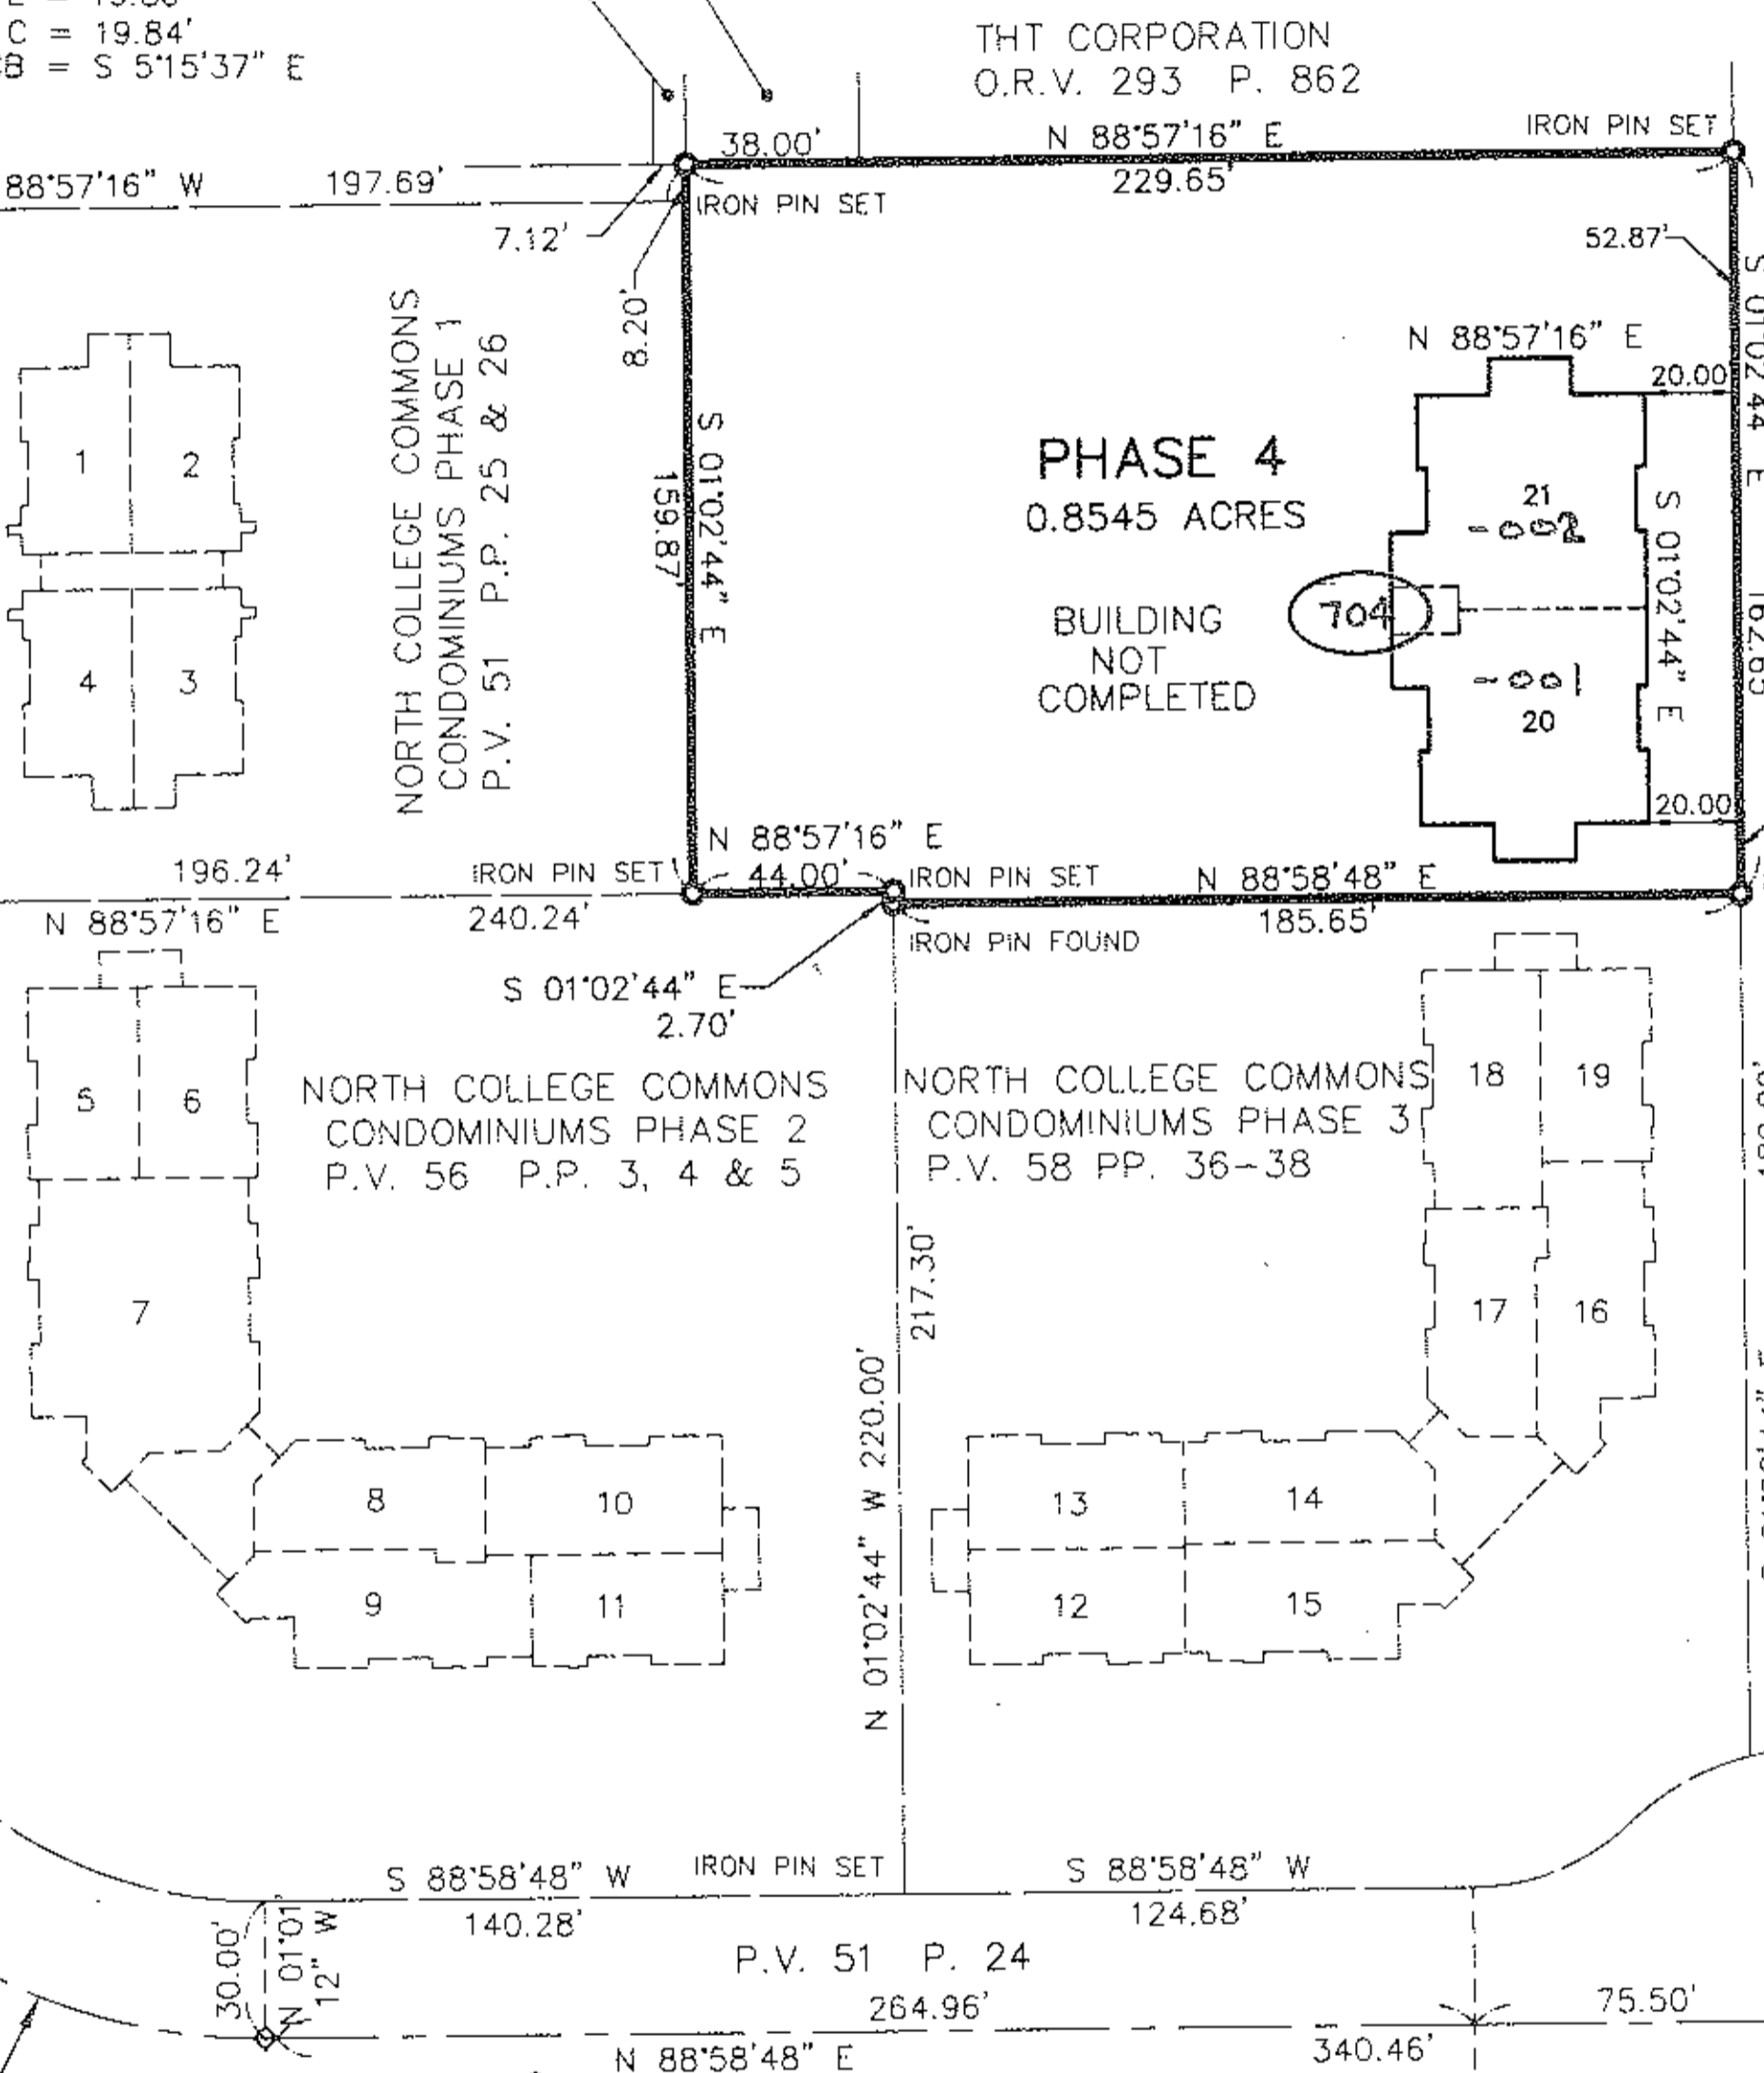 C = 19.84'
= S 5°15'37" E
THT CORPORATION
O.R.V. 293 P. 862
38.00'
N 88°57'16" E
IRON PIN SET
229.65'
88°57'16" W
197.69'
IRON PIN SET
7.12'
8.20'
52.87'
S 01°02'44" E
162.65'
N 88°57'16" E
20.00
NORTH COLLEGE COMMONS
CONDOMINIUMS PHASE 1
P.V. 51 P.P. 25 & 26
S 01°02'44" E
159.87'
PHASE 4
0.8545 ACRES
BUILDING
NOT
COMPLETED
21
-002
704
-001
20
S 01°02'44" E
20.00
1
2
4
3
N 88°57'16" E
44.00'
196.24'
IRON PIN SET
IRON PIN SET
N 88°58'48" E
N 88°57'16" E
240.24'
185.65'
IRON PIN FOUND
S 01°02'44" E
2.70'
NORTH COLLEGE COMMONS
CONDOMINIUMS PHASE 2
P.V. 56 P.P. 3, 4 & 5
NORTH COLLEGE COMMONS
CONDOMINIUMS PHASE 3
P.V. 58 PP. 36-38
5
6
7
8
10
9
11
18
19
17
16
13
14
12
15
217.30'
N 01°02'44" W 220.00'
S 88°58'48" W
IRON PIN SET
S 88°58'48" W
140.28'
124.68'
30.00'
N 01°01'
12" W
P.V. 51 P. 24
264.96'
75.50'
N 88°58'48" E
340.46'